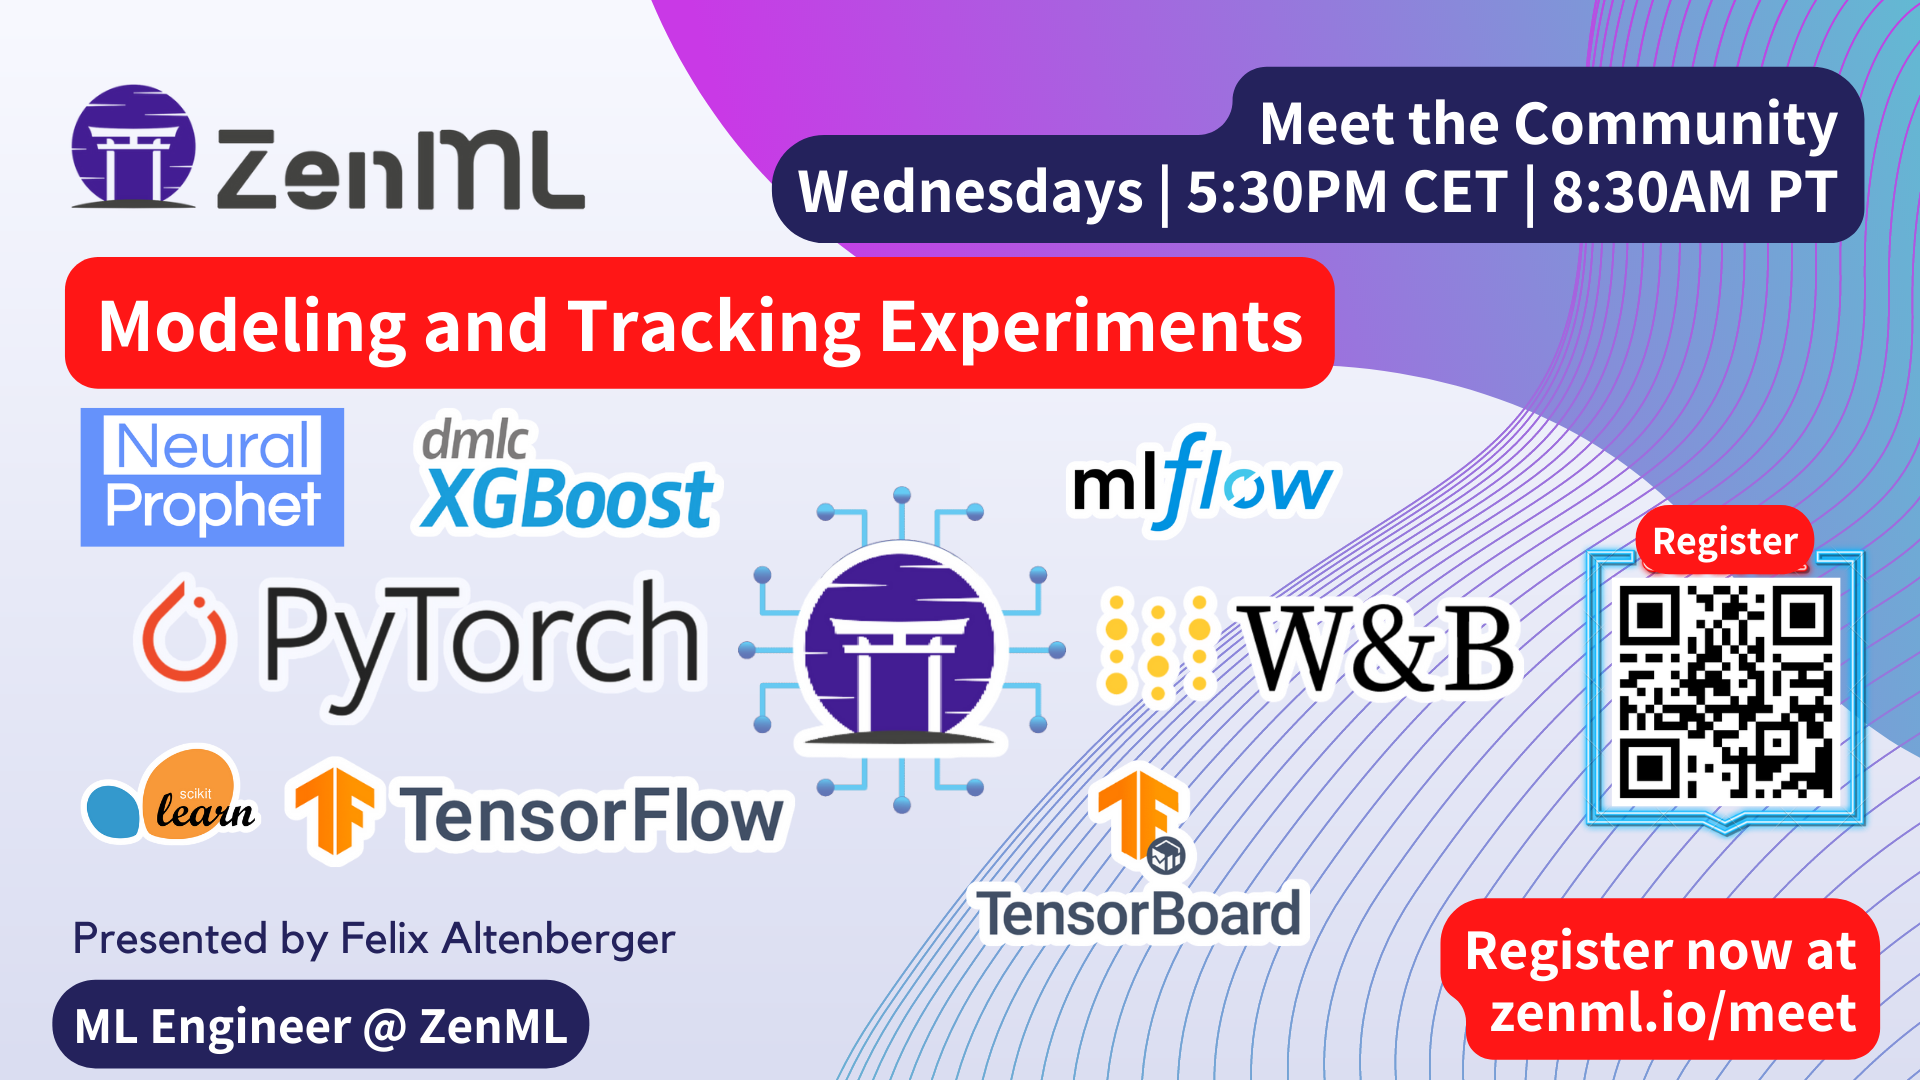 ZenML
Meet the Community
Wednesdays | 5:30PM CET | 8:30AM PT
Modeling and Tracking Experiments
Neural
Prophet
dmlc
XGBoost
mlflow
Register
PyTorch
W&B
scikit
learn
TensorFlow
TensorBoard
Presented by Felix Altenberger
ML Engineer @ ZenML
Register now at
zenml.io/meet